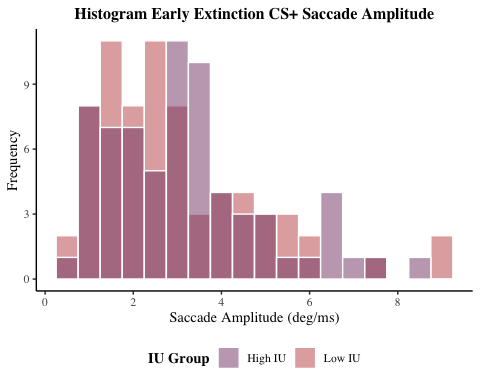 Histogram Early Extinction CS+ Saccade Amplitude
Frequency
9
6
3
0
0 2 4 6 8
Saccade Amplitude (deg/ms)
IU Group High IU Low IU